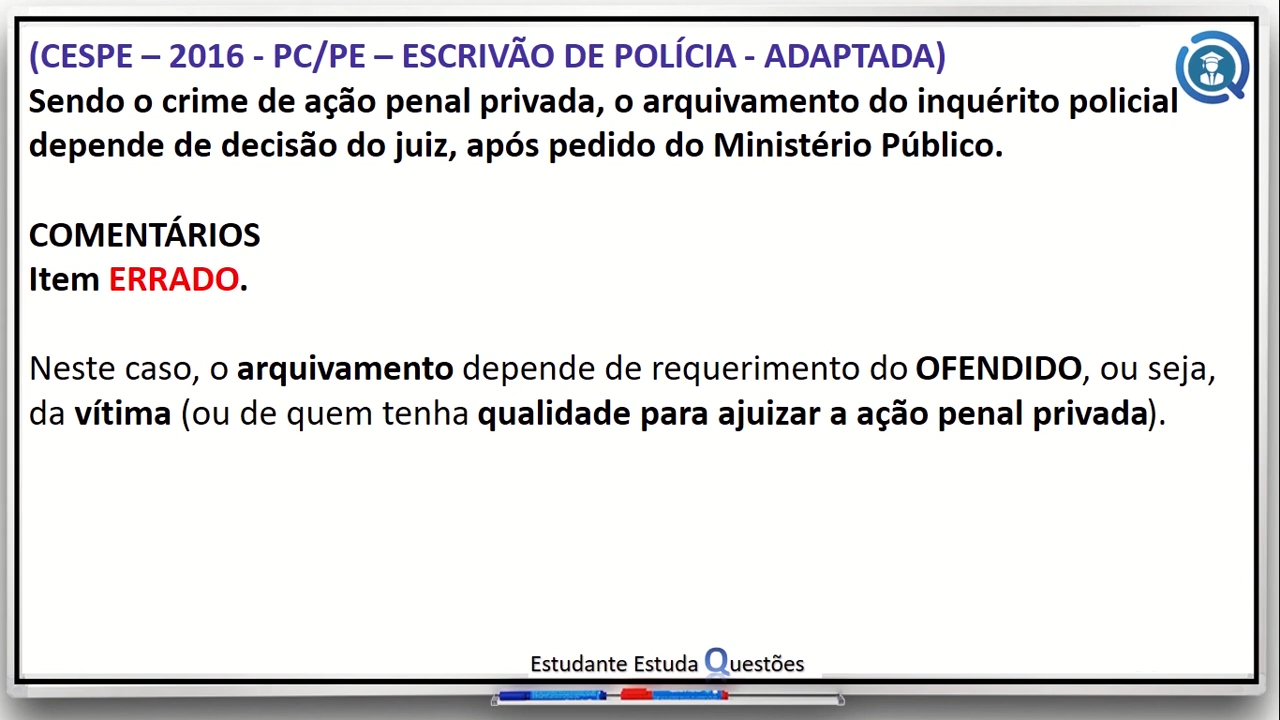 (CESPE – 2016 - PC/PE – ESCRIVÃO DE POLÍCIA - ADAPTADA)
Sendo o crime de ação penal privada, o arquivamento do inquérito policial
depende de decisão do juiz, após pedido do Ministério Público.
COMENTÁRIOS
Item ERRADO.
Neste caso, o arquivamento depende de requerimento do OFENDIDO, ou seja,
da vítima (ou de quem tenha qualidade para ajuizar a ação penal privada).
Estudante Estuda Questões